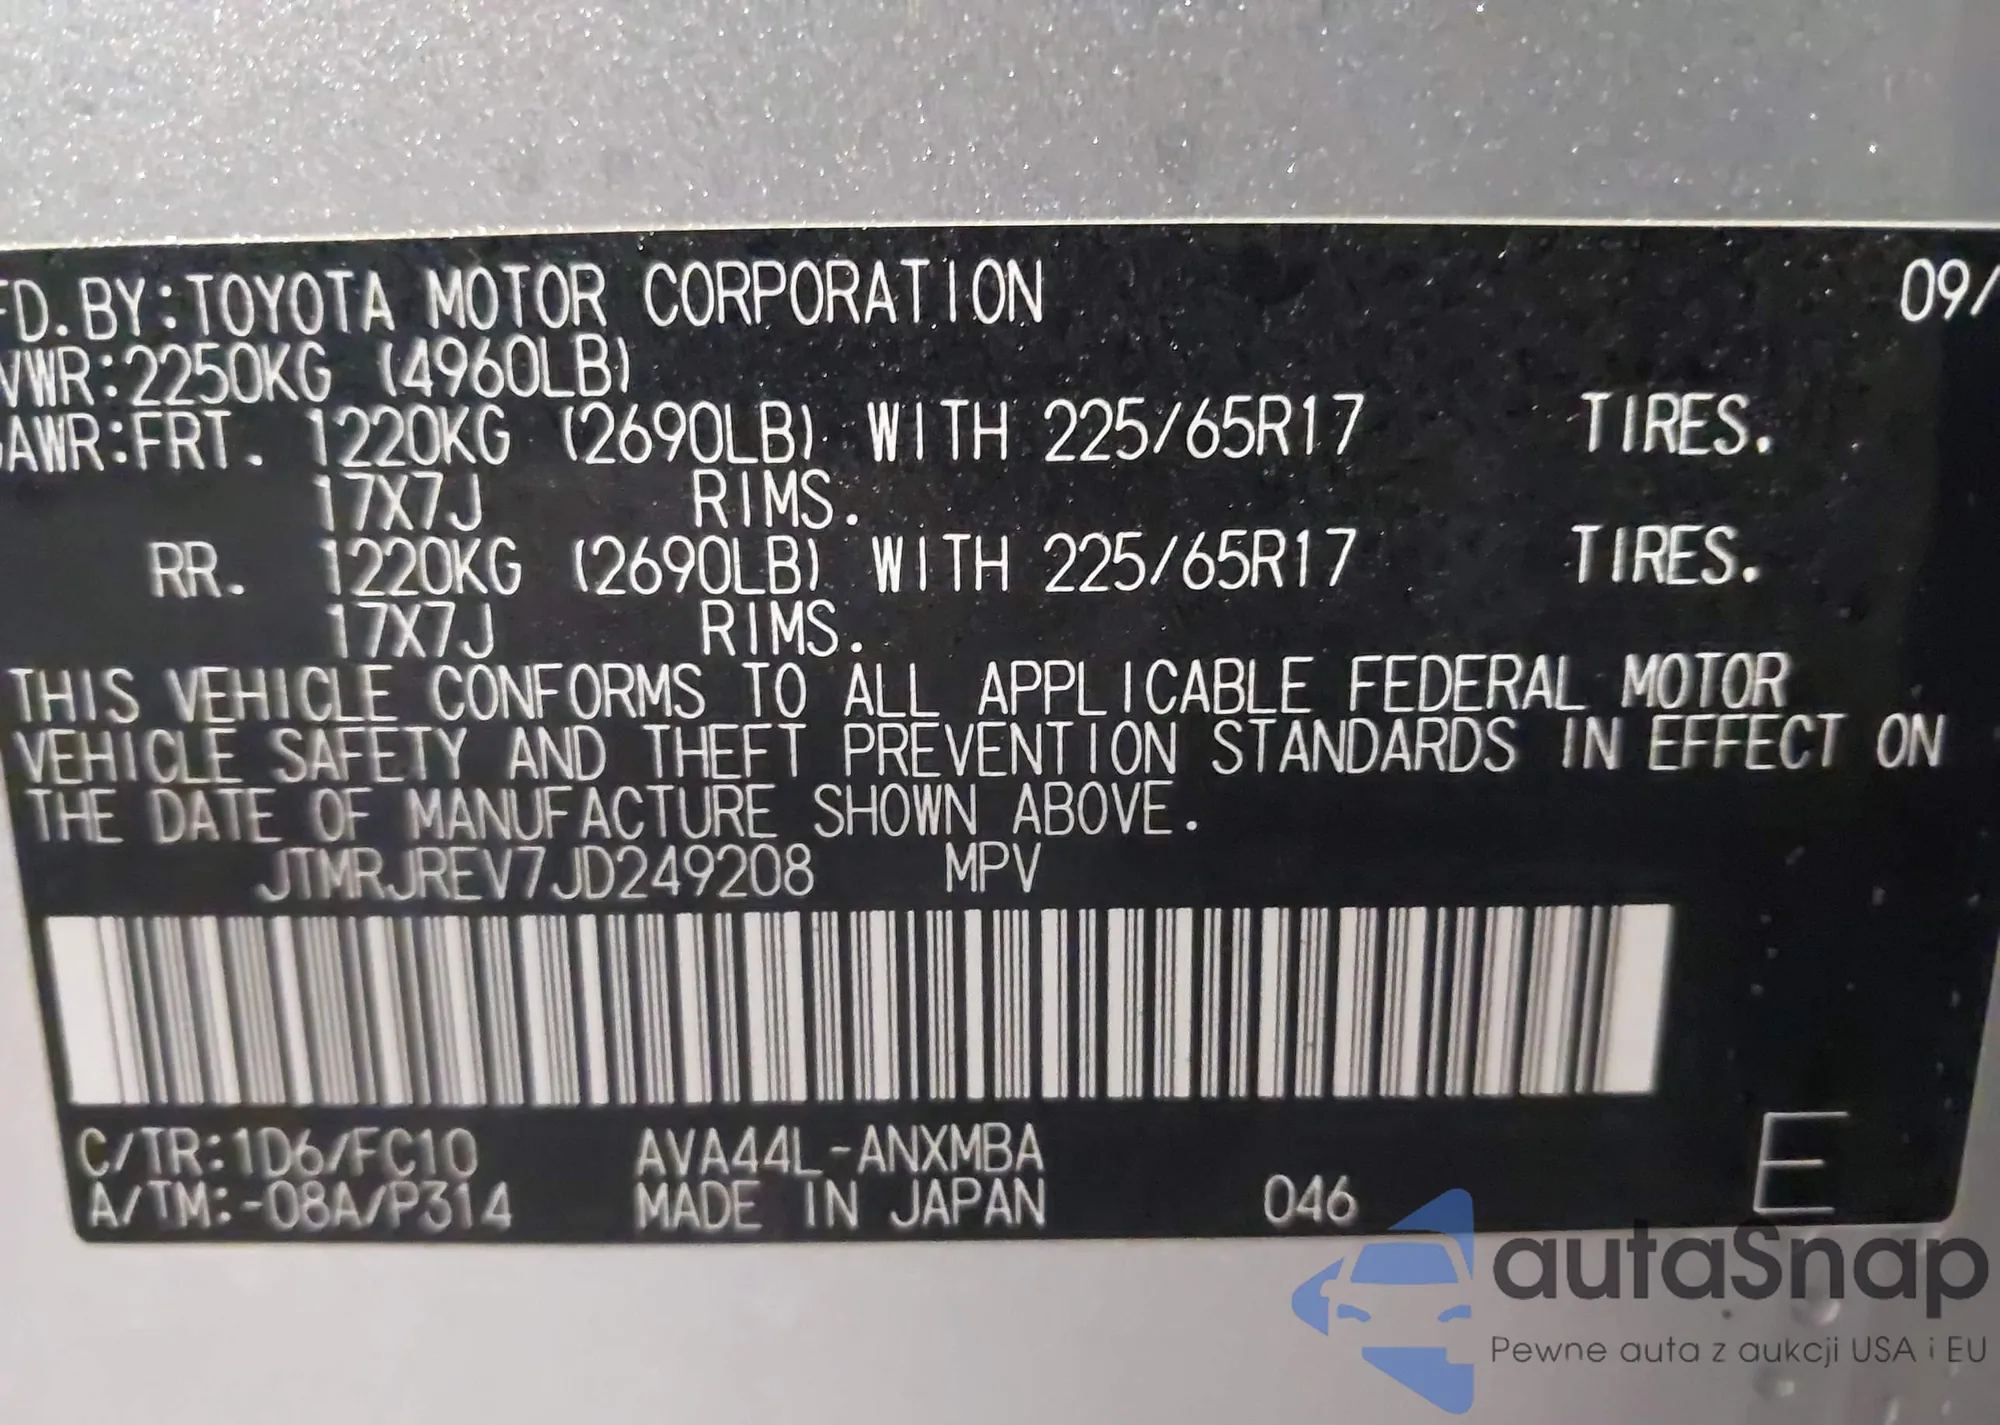 FD.BY:TOYOTA MOTOR CORPORATION 09/
VWR:2250KG (4960LB)
AWR:FRT. 1220KG (2690LB) WITH 225/65R17 TIRES.
17X7J RIMS.
RR. 1220KG (2690LB) WITH 225/65R17 TIRES.
17X7J RIMS.
THIS VEHICLE CONFORMS TO ALL APPLICABLE FEDERAL MOTOR
VEHICLE SAFETY AND THEFT PREVENTION STANDARDS IN EFFECT ON
THE DATE OF MANUFACTURE SHOWN ABOVE.
JTMRJREV7JD249208 MPV
C/TR:1D6/FC10 AVA44L-ANXMBA
A/TM:-08A/P314 MADE IN JAPAN 046 E
autaSnap
Pewne auta z aukcji USA i EU